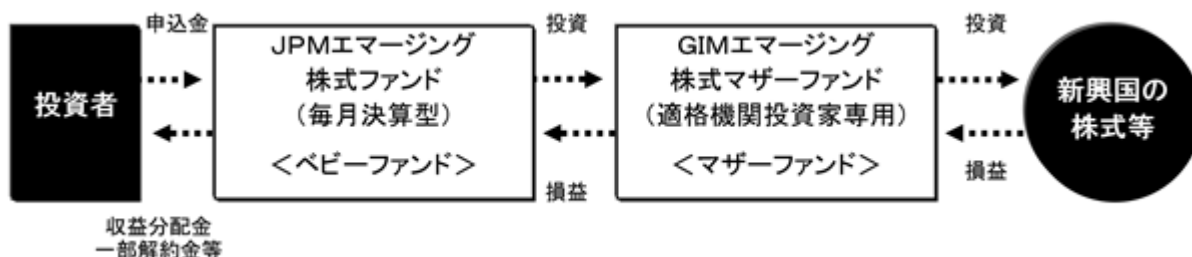 申込金
投資
投資
投資者
JPMエマージング
株式ファンド
(毎月決算型)
<ベビーファンド>
GIMエマージング
株式マザーファンド
(適格機関投資家専用)
<マザーファンド>
新興国の
株式等
損益
損益
収益分配金
一部解約金等